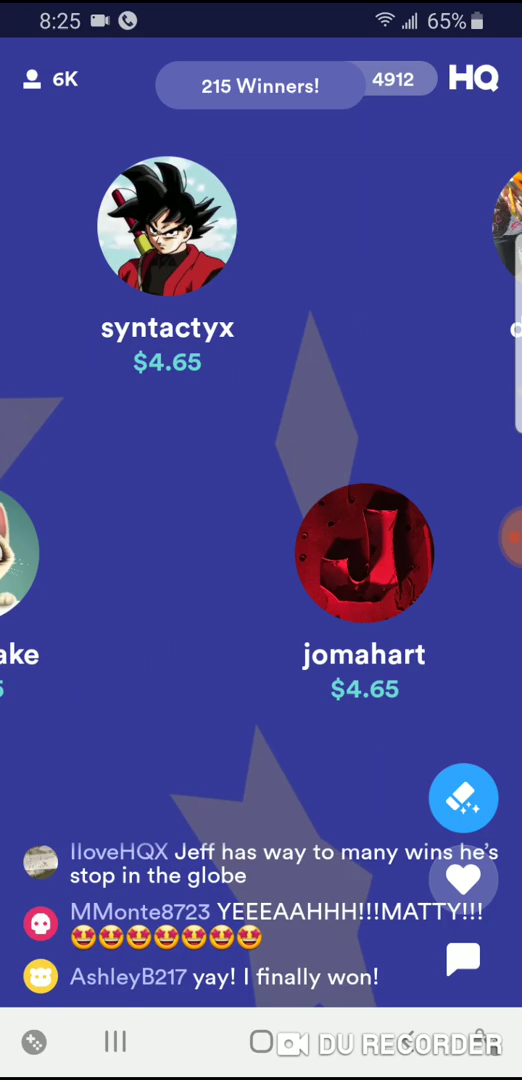 8:25 65%
6K 215 Winners! 4912 HQ
syntactyx
$4.65
ake
jomahart
$4.65
IloveHQX Jeff has way to many wins he's
stop in the globe
MMonte8723 YEEEAAHHH!!!MATTY!!!
🤩🤩🤩🤩🤩🤩🤩
AshleyB217 yay! I finally won!
DU RECORDER